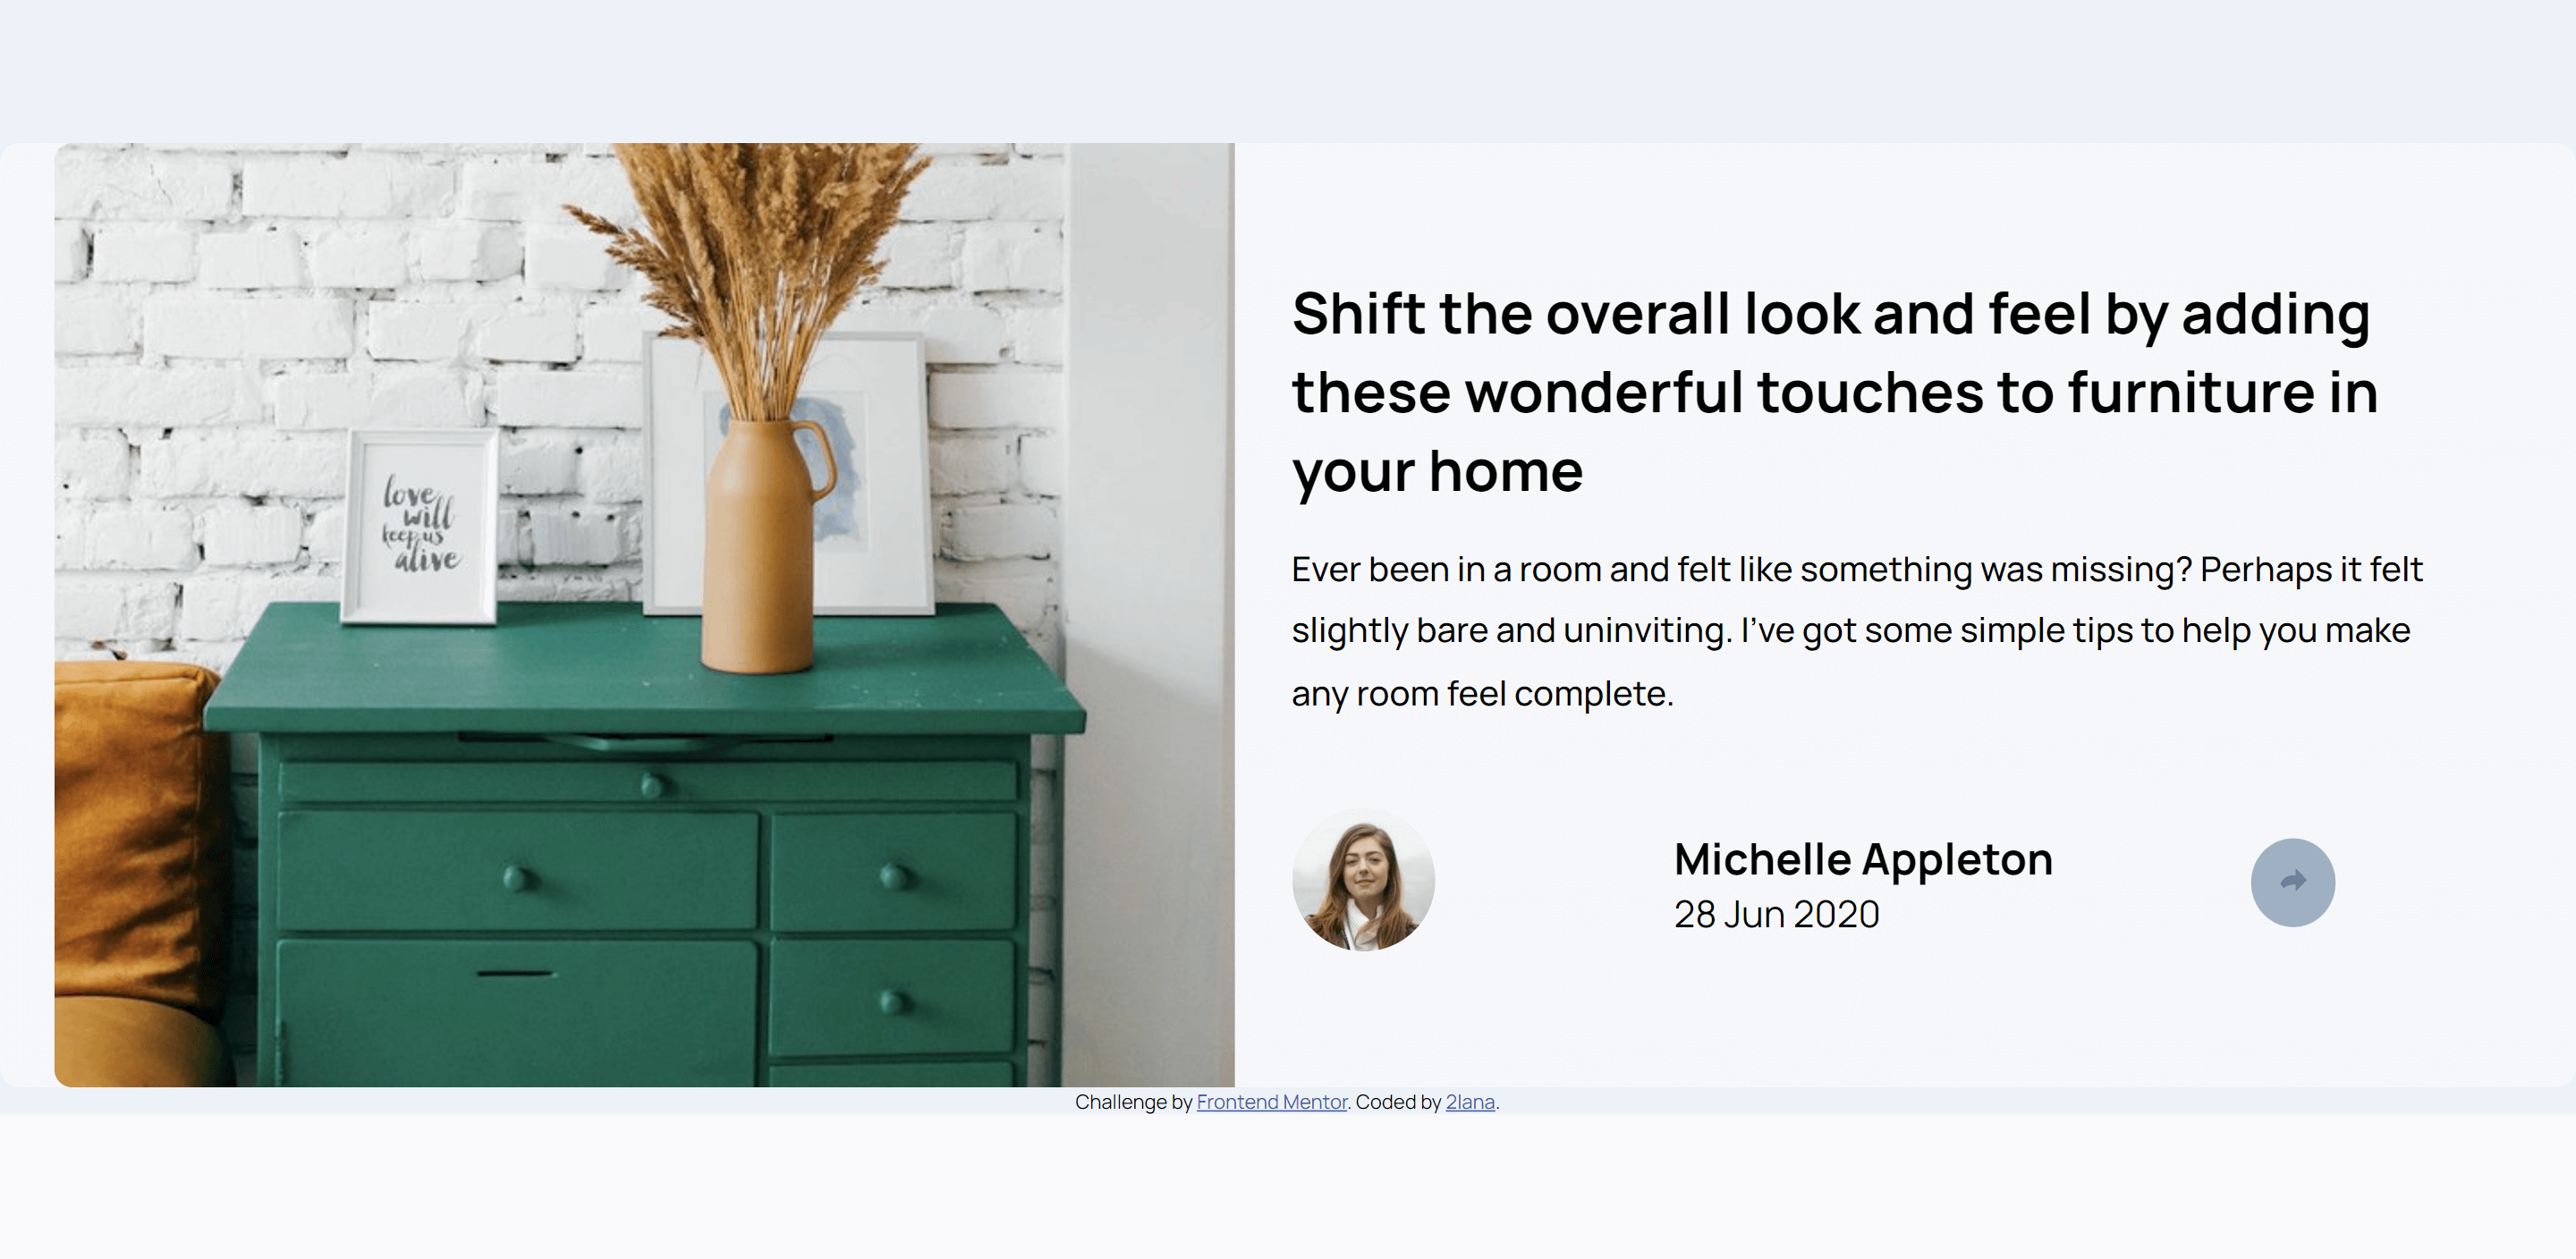 love
will
keep us
alive
Shift the overall look and feel by adding
these wonderful touches to furniture in
your home
Ever been in a room and felt like something was missing? Perhaps it felt
slightly bare and uninviting. I’ve got some simple tips to help you make
any room feel complete.
Michelle Appleton
28 Jun 2020
Challenge by Frontend Mentor. Coded by 2lana.